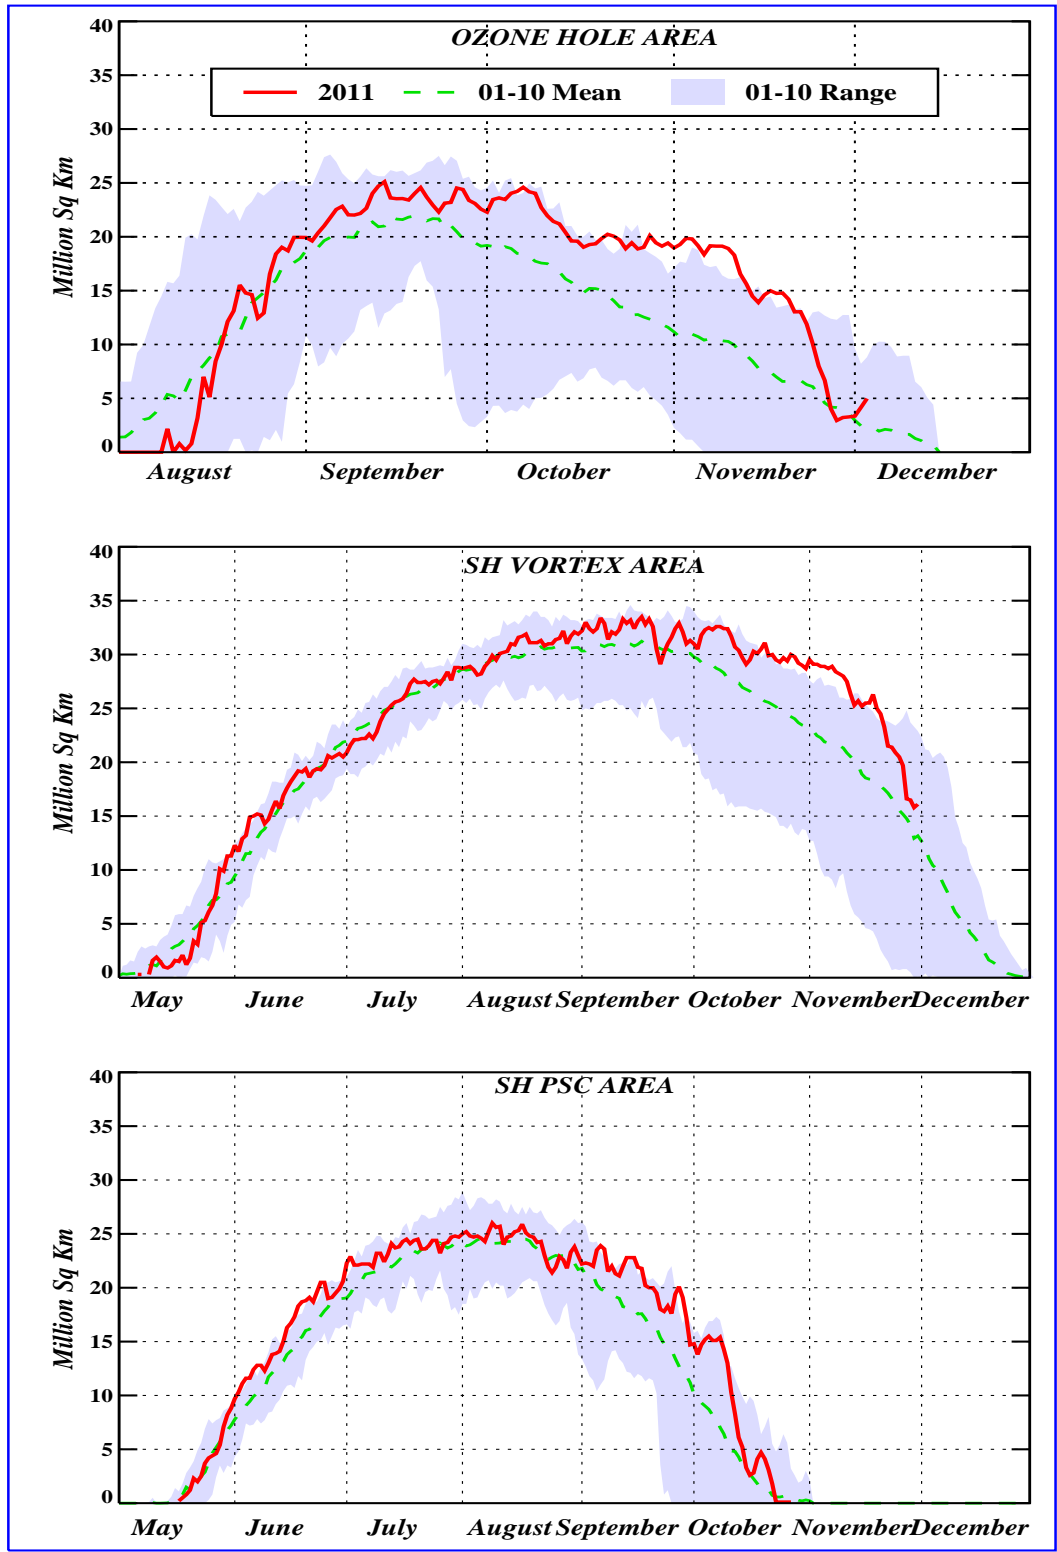 OZONE HOLE AREA
2011 01-10 Mean 01-10 Range
Million Sq Km
40
35
30
25
20
15
10
5
0
August September October November December
SH VORTEX AREA
Million Sq Km
40
35
30
25
20
15
10
5
0
May June July August September October November December
SH PSC AREA
Million Sq Km
40
35
30
25
20
15
10
5
0
May June July August September October November December